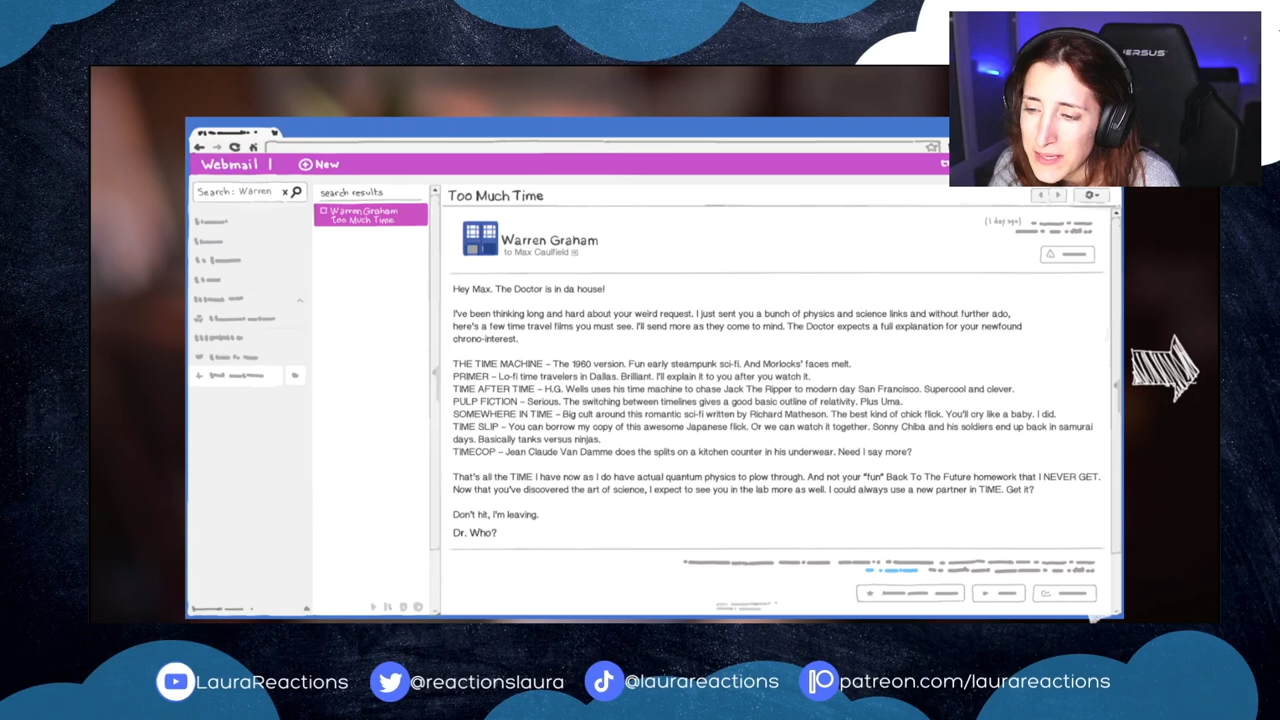 VERSUS
Webmail |
New
Search: Warren x
search results
Warren Graham
Too Much Time
Too Much Time
Warren Graham
to Max Caulfield
(1 day ago)
Hey Max. The Doctor is in da house!
I've been thinking long and hard about your weird request. I just sent you a bunch of physics and science links and without further ado,
here's a few time travel films you must see. I'll send more as they come to mind. The Doctor expects a full explanation for your newfound
chrono-interest.
THE TIME MACHINE – The 1960 version. Fun early steampunk sci-fi. And Morlocks' faces melt.
PRIMER – Lo-fi time travelers in Dallas. Brilliant. I'll explain it to you after you watch it.
TIME AFTER TIME – H.G. Wells uses his time machine to chase Jack The Ripper to modern day San Francisco. Supercool and clever.
PULP FICTION – Serious. The switching between timelines gives a good basic outline of relativity. Plus Uma.
SOMEWHERE IN TIME – Big cult around this romantic sci-fi written by Richard Matheson. The best kind of chick flick. You'll cry like a baby. I did.
TIME SLIP – You can borrow my copy of this awesome Japanese flick. Or we can watch it together. Sonny Chiba and his soldiers end up back in samurai
days. Basically tanks versus ninjas.
TIMECOP – Jean Claude Van Damme does the splits on a kitchen counter in his underwear. Need I say more?
That's all the TIME I have now as I do have actual quantum physics to plow through. And not your "fun" Back To The Future homework that I NEVER GET.
Now that you've discovered the art of science, I expect to see you in the lab more as well. I could always use a new partner in TIME. Get it?
Don't hit, I'm leaving.
Dr. Who?
LauraReactions
@reactionslaura
@laurareactions
patreon.com/laurareactions